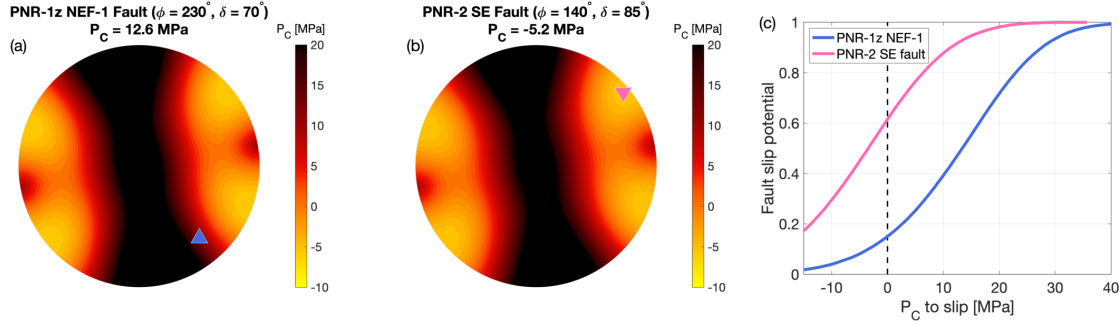 PNR-1z NEF-1 Fault (ϕ = 230°, δ = 70°)
P_C = 12.6 MPa
(a)
P_C [MPa]
20
15
10
5
0
-5
-10
PNR-2 SE Fault (ϕ = 140°, δ = 85°)
P_C = -5.2 MPa
(b)
P_C [MPa]
20
15
10
5
0
-5
-10
(c)
Fault slip potential
1
0.8
0.6
0.4
0.2
0
PNR-1z NEF-1
PNR-2 SE fault
-10 0 10 20 30 40
P_C to slip [MPa]